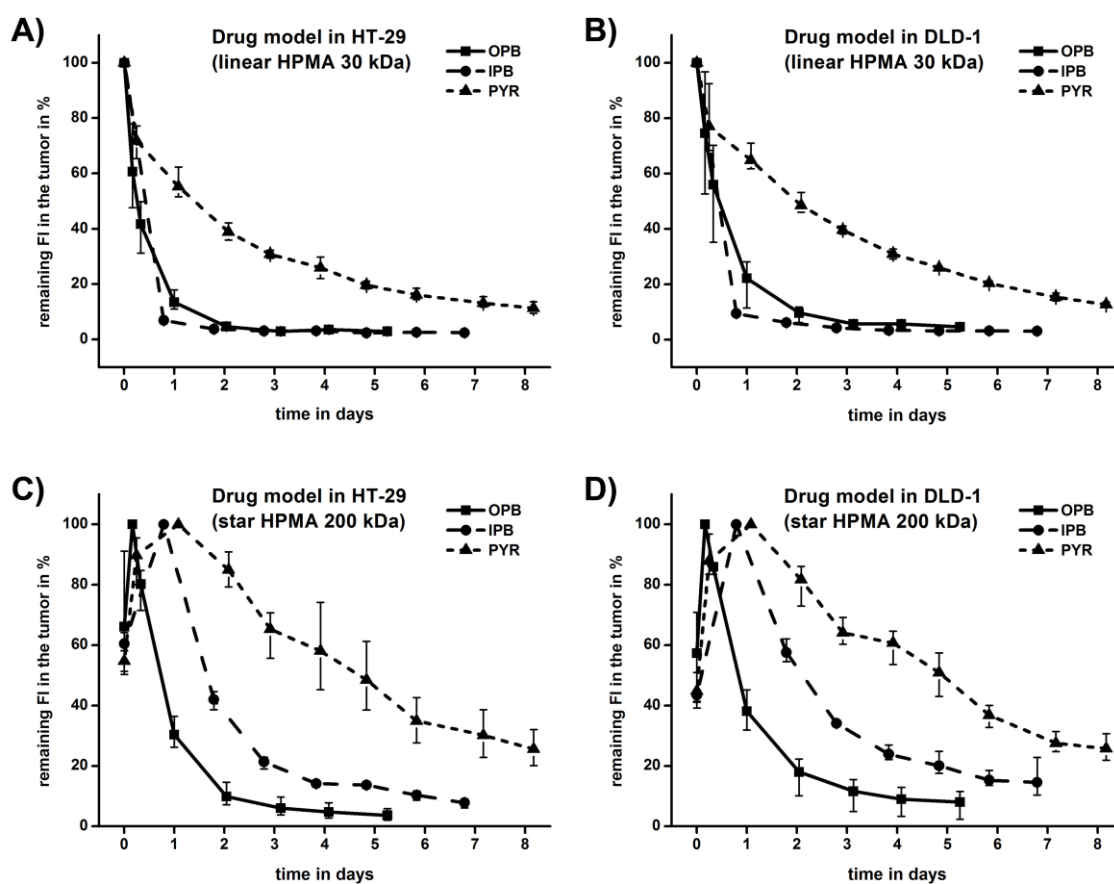 A)
Drug model in HT-29
(linear HPMA 30 kDa)
OPB
IPB
PYR
remaining FI in the tumor in %
100
80
60
40
20
0
0 1 2 3 4 5 6 7 8
time in days
B)
Drug model in DLD-1
(linear HPMA 30 kDa)
OPB
IPB
PYR
remaining FI in the tumor in %
100
80
60
40
20
0
0 1 2 3 4 5 6 7 8
time in days
C)
Drug model in HT-29
(star HPMA 200 kDa)
OPB
IPB
PYR
remaining FI in the tumor in %
100
80
60
40
20
0
0 1 2 3 4 5 6 7 8
time in days
D)
Drug model in DLD-1
(star HPMA 200 kDa)
OPB
IPB
PYR
remaining FI in the tumor in %
100
80
60
40
20
0
0 1 2 3 4 5 6 7 8
time in days